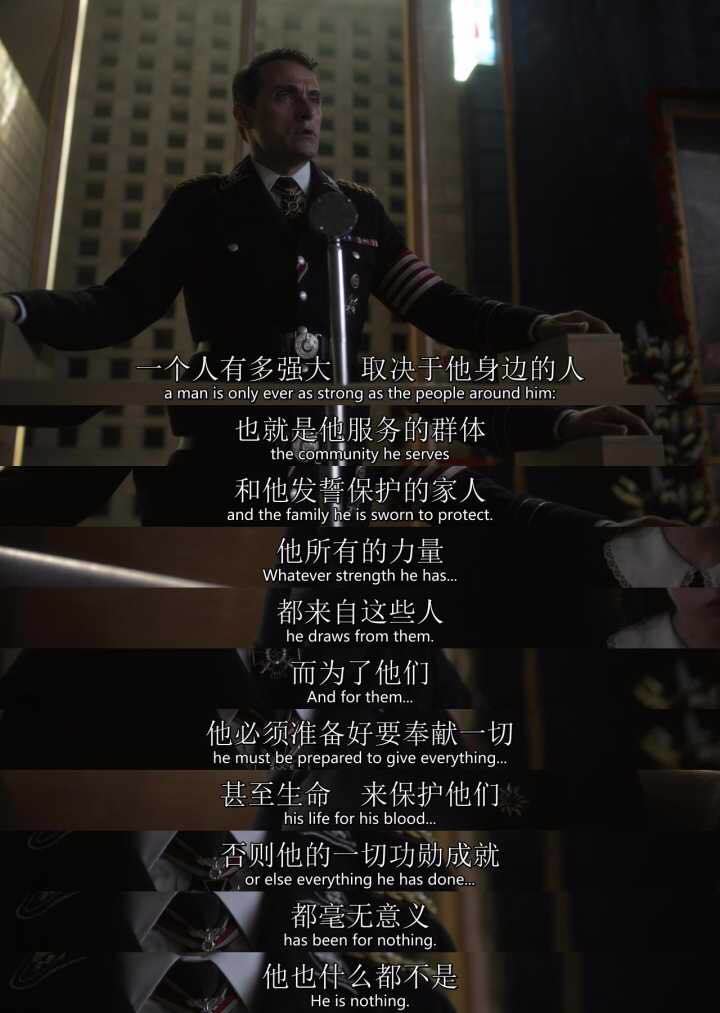 一个人有多强大 取决于他身边的人
a man is only ever as strong as the people around him:
也就是他服务的群体
the community he serves
和他发誓保护的家人
and the family he is sworn to protect.
他所有的力量
Whatever strength he has...
都来自这些人
he draws from them.
而为了他们
And for them...
他必须准备好要奉献一切
he must be prepared to give everything...
甚至生命 来保护他们
his life for his blood...
否则他的一切功勋成就
or else everything he has done...
都毫无意义
has been for nothing.
他也什么都不是
He is nothing.